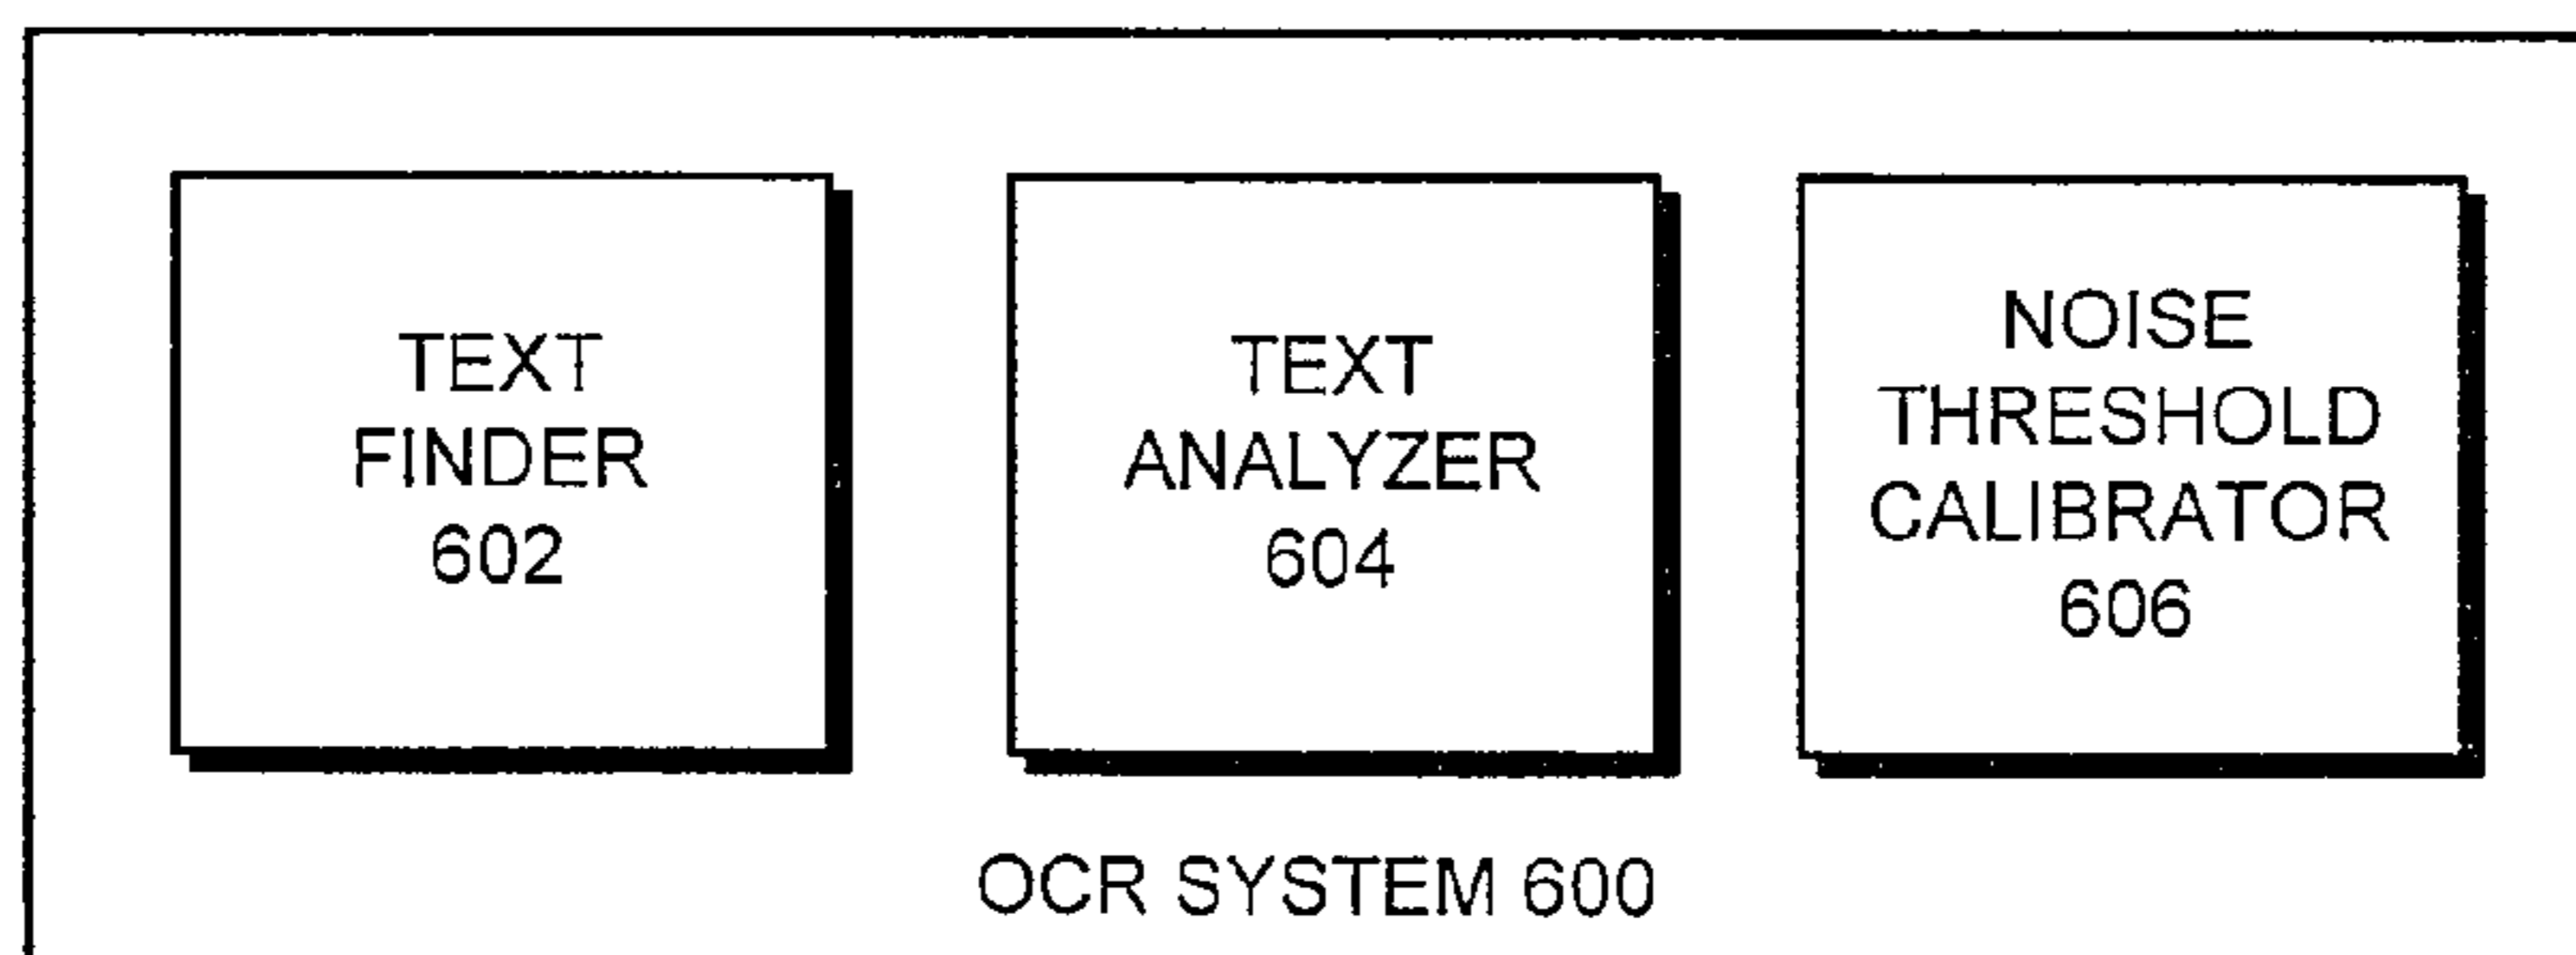 TEXT
FINDER
602
TEXT
ANALYZER
604
NOISE
THRESHOLD
CALIBRATOR
606
OCR SYSTEM 600